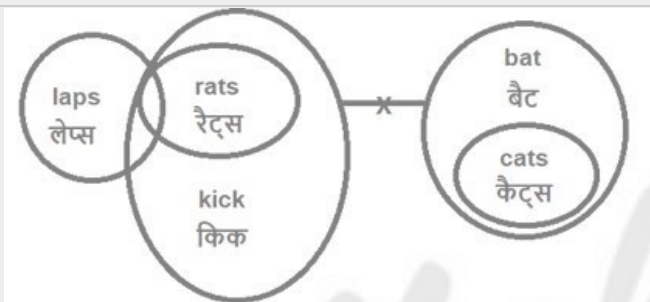 laps
लेप्स
rats
रैट्स
kick
किक
x
bat
बैट
cats
कैट्स